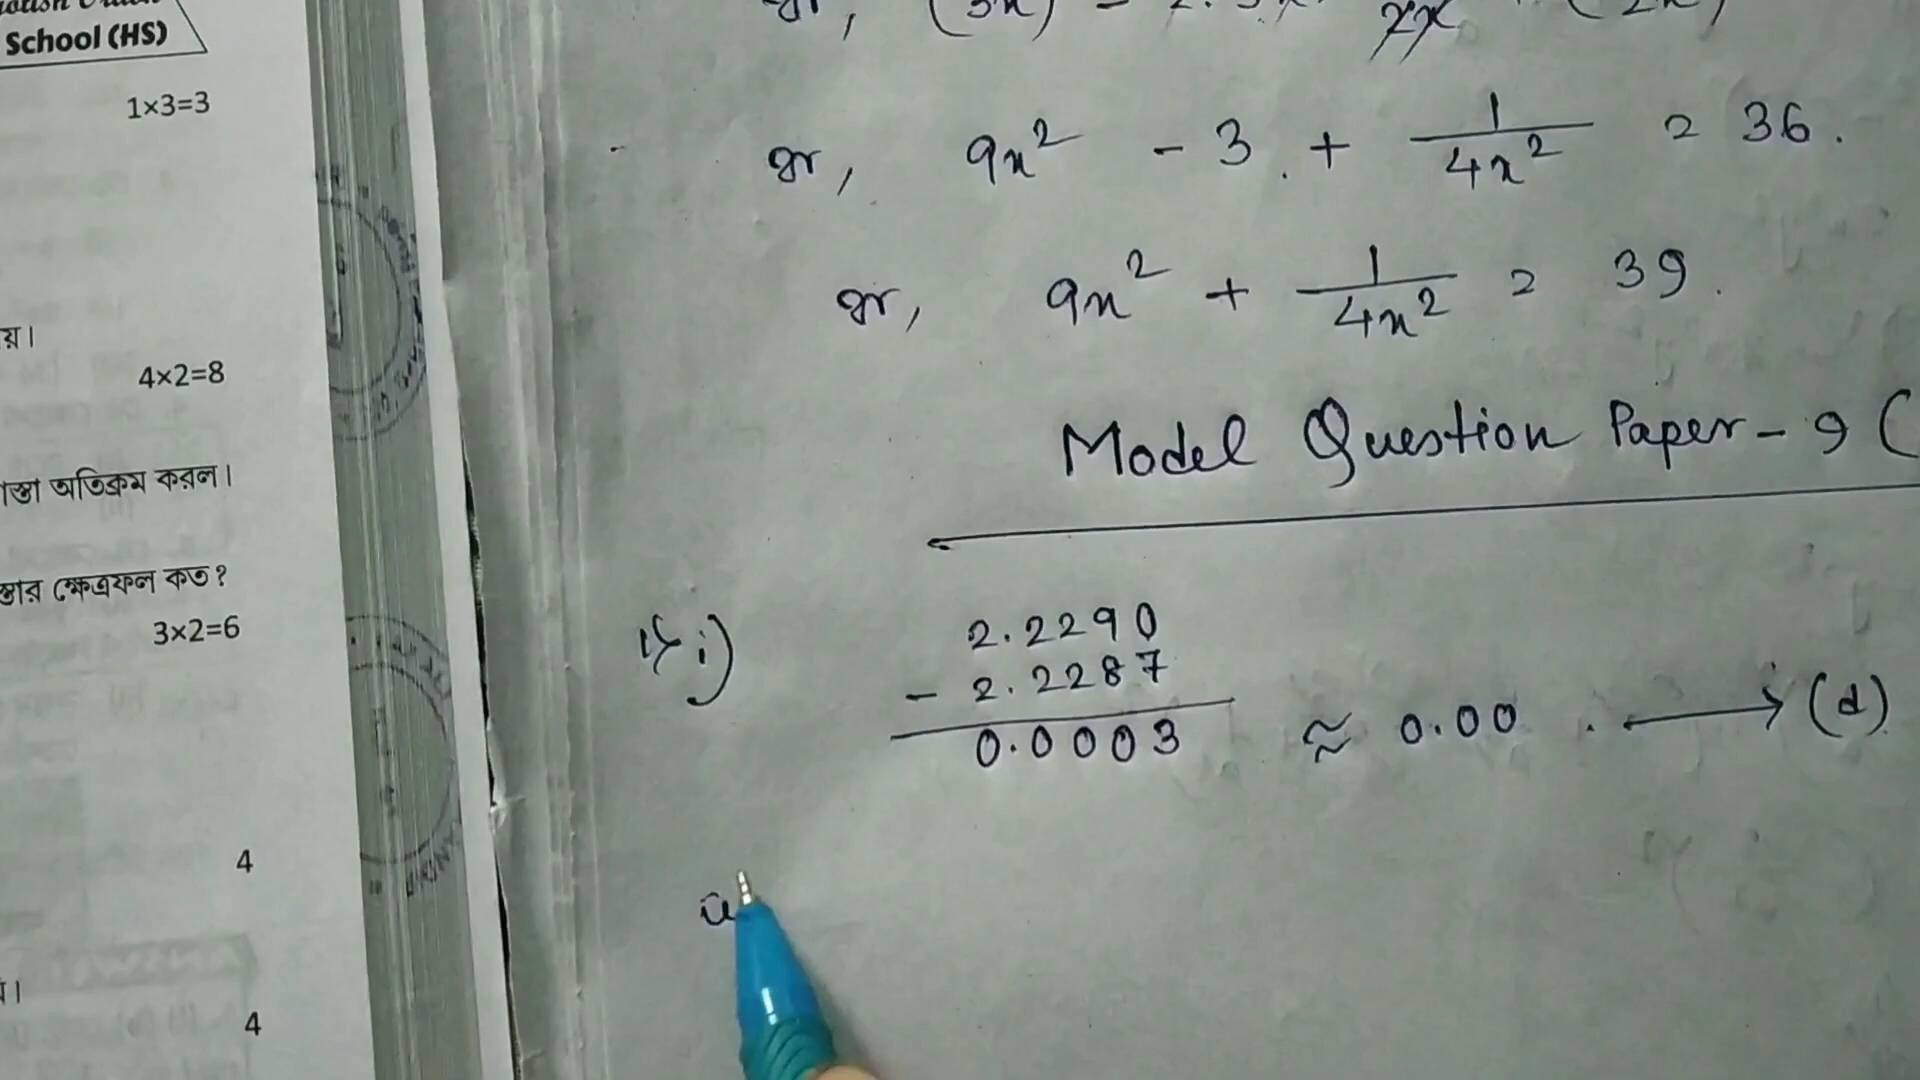 School (HS)
1×3=3
য়।
4×2=8
অতিক্রম করল।
ক্ষেত্রফল কত?
3×2=6
4
4
বা, 9x² - 3 + 1/4x² = 36.
বা, 9x² + 1/4x² = 39.
Model Question Paper - 9 (
1) i)
2.2290
- 2.2287
0.0003 ≈ 0.00 . → (d)